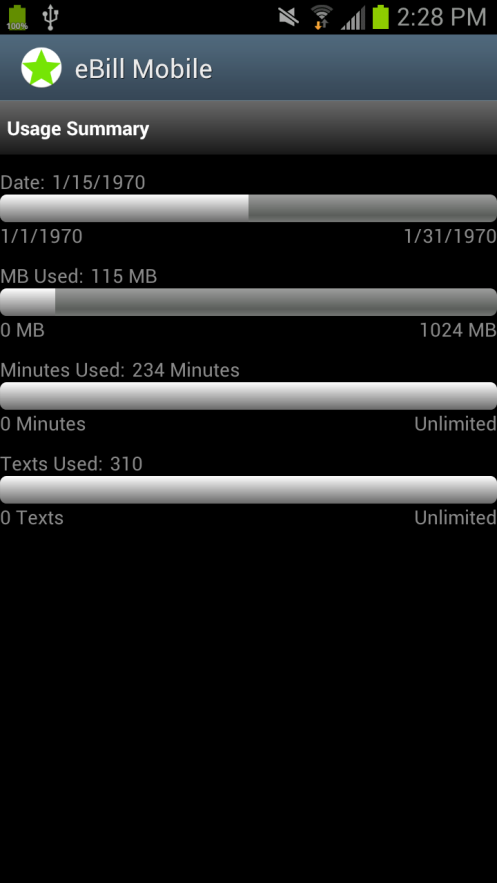 100% 2:28 PM
eBill Mobile
Usage Summary
Date: 1/15/1970
1/1/1970 1/31/1970
MB Used: 115 MB
0 MB 1024 MB
Minutes Used: 234 Minutes
0 Minutes Unlimited
Texts Used: 310
0 Texts Unlimited